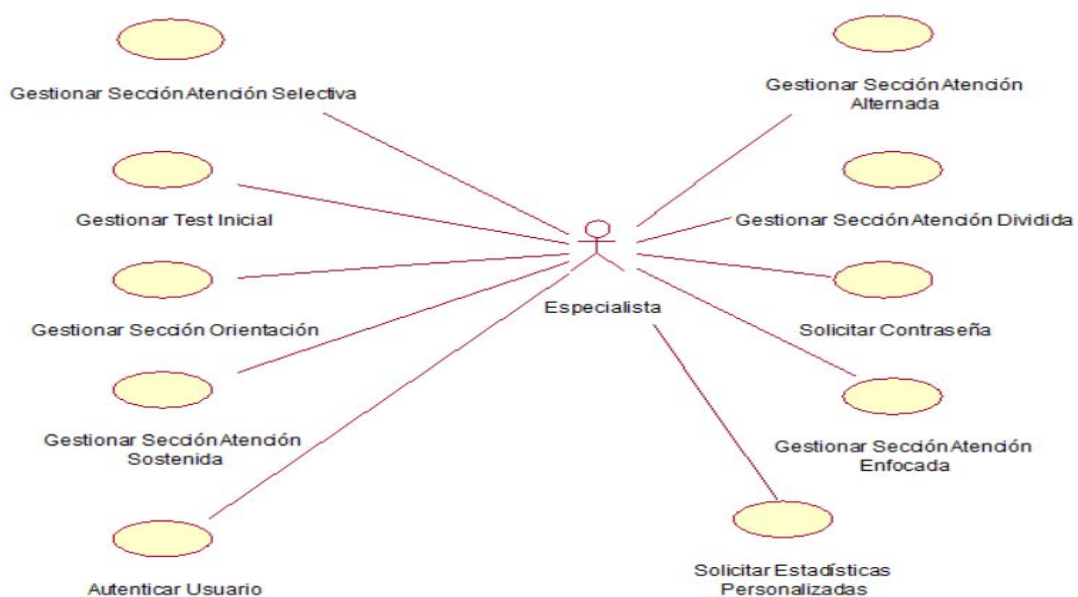 Gestionar Sección Atención Selectiva
Gestionar Sección Atención
Alternada
Gestionar Test Inicial
Gestionar Sección Atención Dividida
Especialista
Gestionar Sección Orientación
Solicitar Contraseña
Gestionar Sección Atención
Sostenida
Gestionar Sección Atención
Enfocada
Autenticar Usuario
Solicitar Estadísticas
Personalizadas